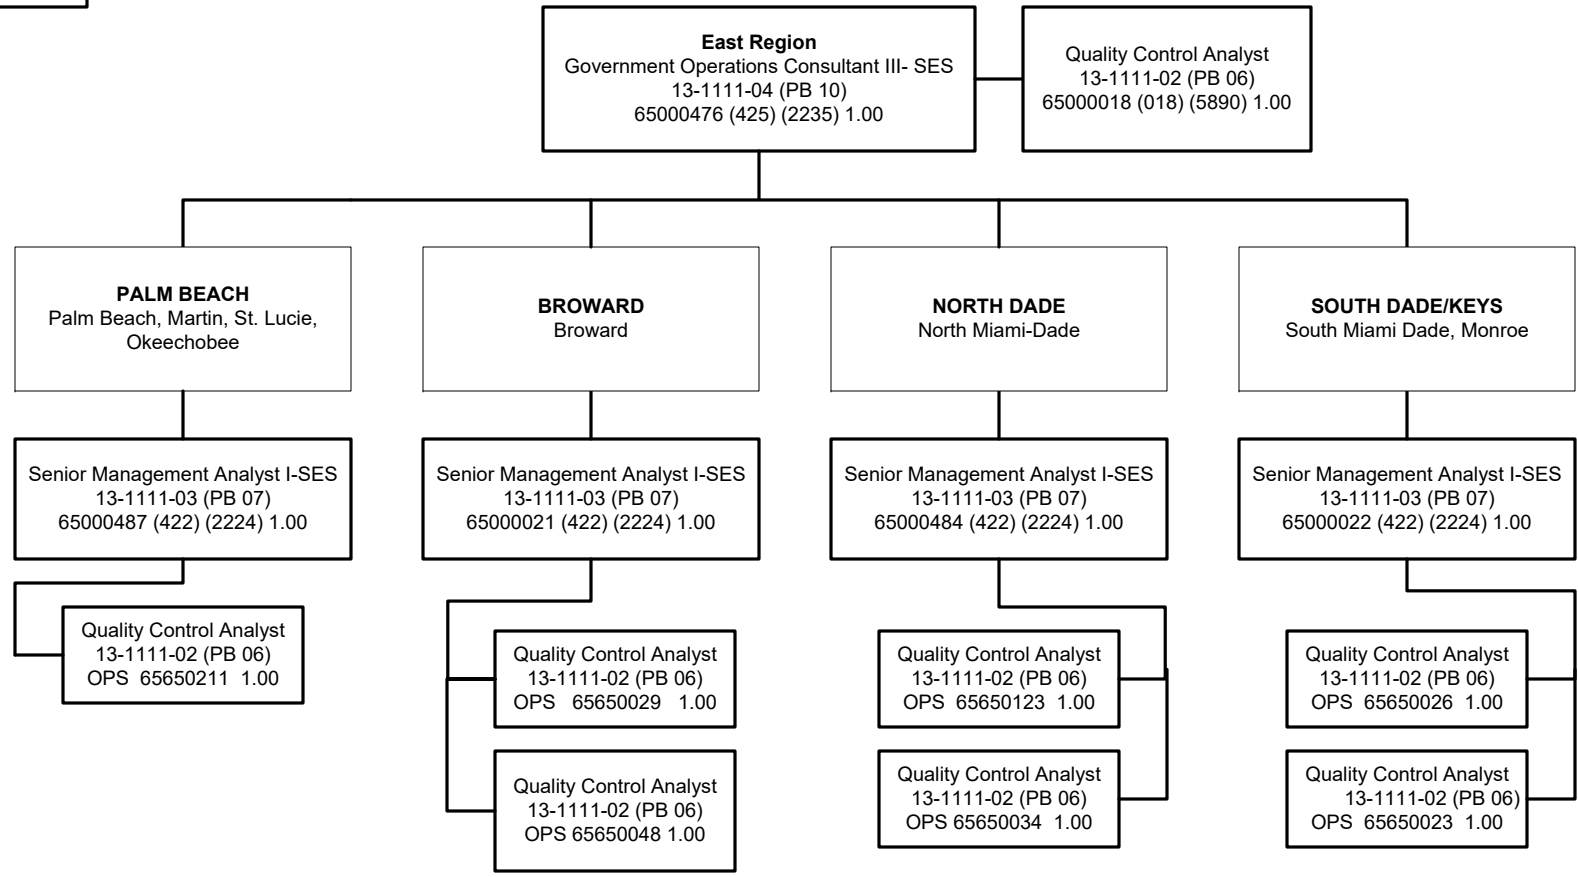 East Region
Government Operations Consultant III- SES
13-1111-04 (PB 10)
65000476 (425) (2235) 1.00
Quality Control Analyst
13-1111-02 (PB 06)
65000018 (018) (5890) 1.00
PALM BEACH
Palm Beach, Martin, St. Lucie,
Okeechobee
BROWARD
Broward
NORTH DADE
North Miami-Dade
SOUTH DADE/KEYS
South Miami Dade, Monroe
Senior Management Analyst I-SES
13-1111-03 (PB 07)
65000487 (422) (2224) 1.00
Senior Management Analyst I-SES
13-1111-03 (PB 07)
65000021 (422) (2224) 1.00
Senior Management Analyst I-SES
13-1111-03 (PB 07)
65000484 (422) (2224) 1.00
Senior Management Analyst I-SES
13-1111-03 (PB 07)
65000022 (422) (2224) 1.00
Quality Control Analyst
13-1111-02 (PB 06)
OPS 65650211 1.00
Quality Control Analyst
13-1111-02 (PB 06)
OPS 65650029 1.00
Quality Control Analyst
13-1111-02 (PB 06)
OPS 65650123 1.00
Quality Control Analyst
13-1111-02 (PB 06)
OPS 65650026 1.00
Quality Control Analyst
13-1111-02 (PB 06)
OPS 65650048 1.00
Quality Control Analyst
13-1111-02 (PB 06)
OPS 65650034 1.00
Quality Control Analyst
13-1111-02 (PB 06)
OPS 65650023 1.00